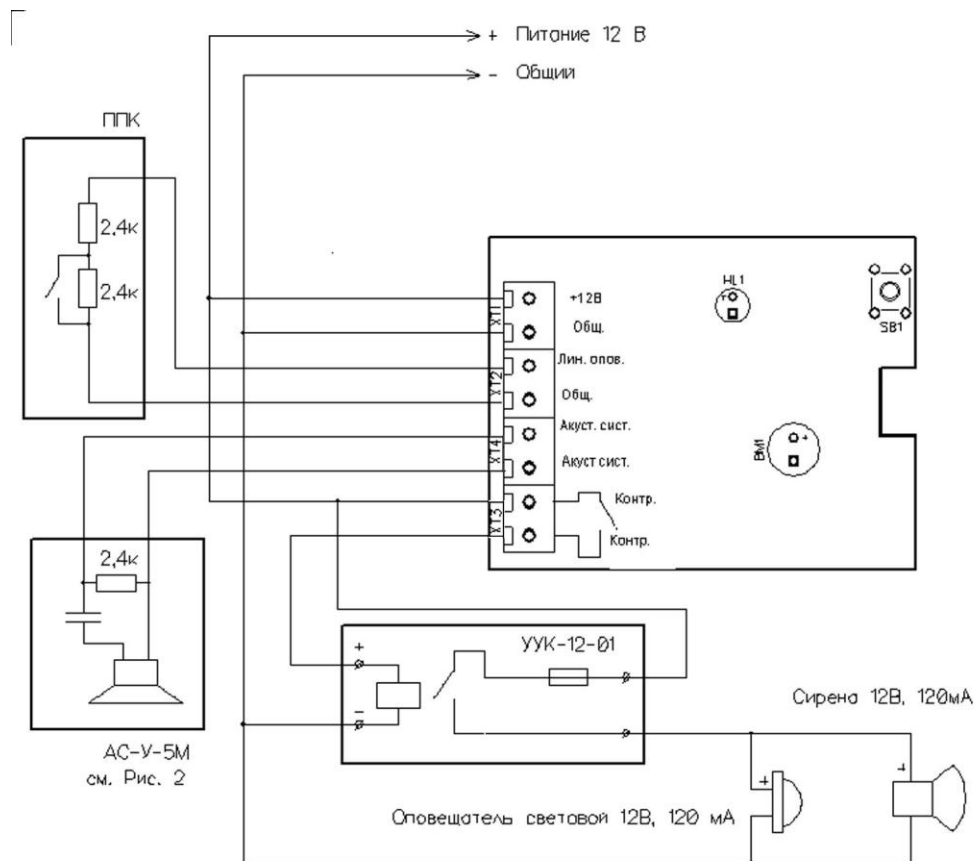 + Питание 12 В
- Общий
ППК
2,4к
2,4к
HL1
+
SB1
XT1
+12В
Общ.
XT2
Лин. опов.
Общ.
XT4
Акуст. сист.
Акуст сист.
BM1
+
XT3
Контр.
Контр.
2,4к
АС-У-5М
см. Рис. 2
УУК-12-01
+
-
Сирена 12В, 120мА
+
+
Оповещатель световой 12В, 120 мА